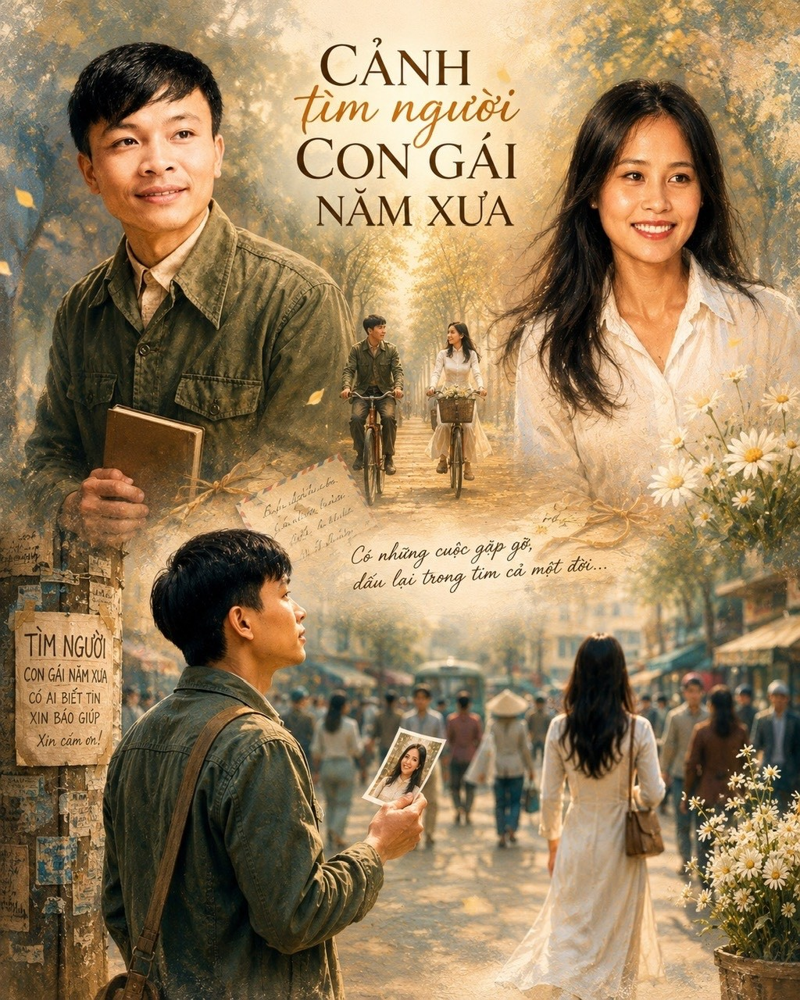 CẢNH
tìm người
CON GÁI
NĂM XƯA
Có những cuộc gặp gỡ,
dấu lại trong tim cả một đời...
TÌM NGƯỜI
CON GÁI NĂM XƯA
CÓ AI BIẾT TIN
XIN BÁO GIÚP
Xin cảm ơn!